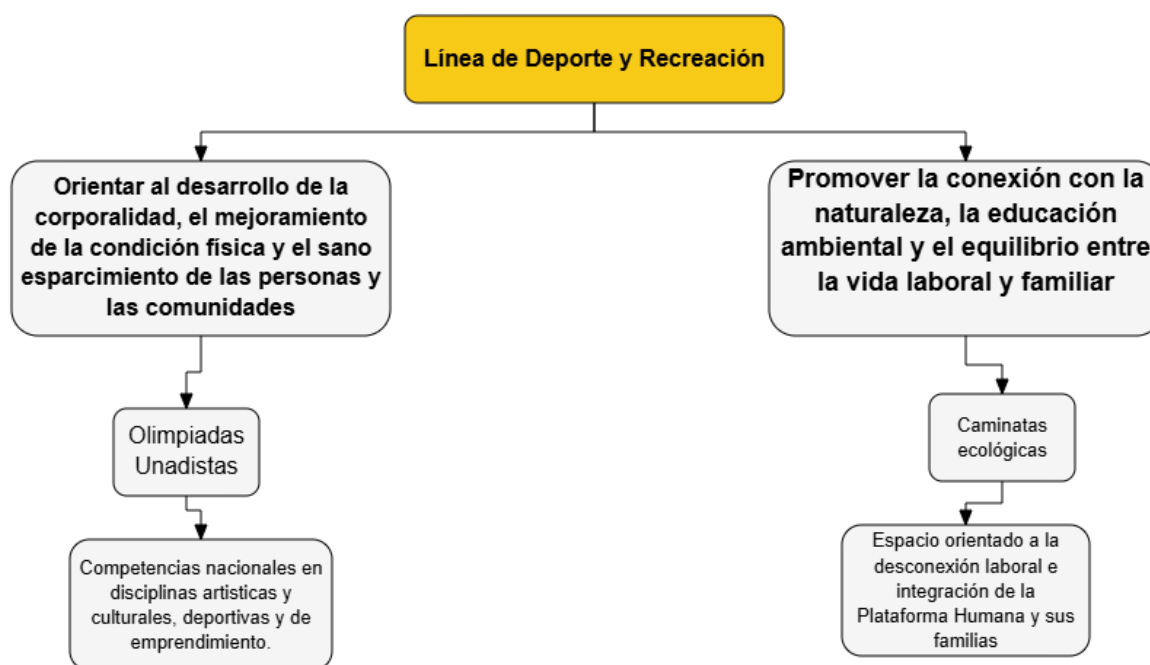 Línea de Deporte y Recreación
Orientar al desarrollo de la
corporalidad, el mejoramiento
de la condición física y el sano
esparcimiento de las personas y
las comunidades
Promover la conexión con la
naturaleza, la educación
ambiental y el equilibrio entre
la vida laboral y familiar
Olimpiadas
Unadistas
Caminatas
ecológicas
Competencias nacionales en
disciplinas artisticas y
culturales, deportivas y de
emprendimiento.
Espacio orientado a la
desconexión laboral e
integración de la
Plataforma Humana y sus
familias